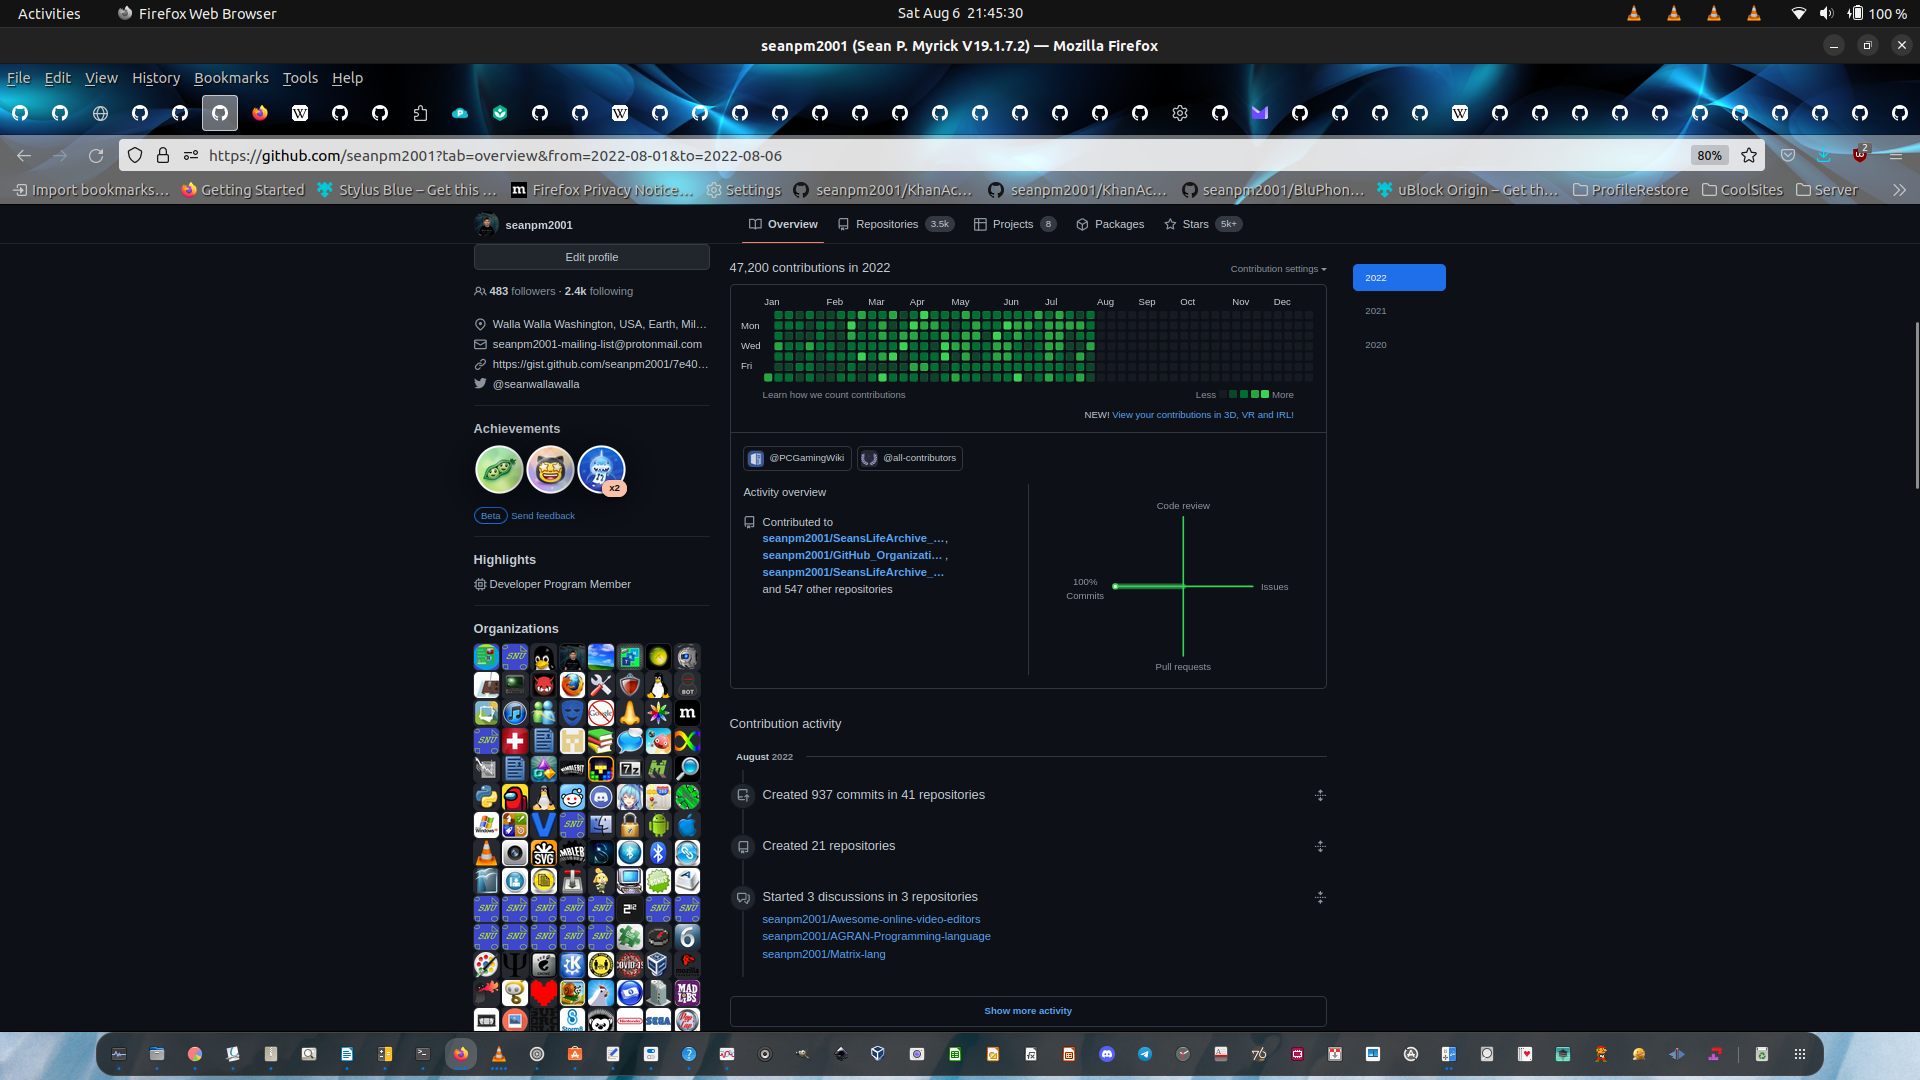 Activities Firefox Web Browser Sat Aug 6 21:45:30 100 %
seanpm2001 (Sean P. Myrick V19.1.7.2) — Mozilla Firefox
File Edit View History Bookmarks Tools Help
https://github.com/seanpm2001?tab=overview&from=2022-08-01&to=2022-08-06 80% 2
Import bookmarks… Getting Started Stylus Blue – Get this … Firefox Privacy Notice… Settings seanpm2001/KhanAc… seanpm2001/KhanAc… seanpm2001/BluPhon… uBlock Origin – Get th… ProfileRestore CoolSites Server
seanpm2001 Overview Repositories 3.5k Projects 8 Packages Stars 5k+
Edit profile
483 followers · 2.4k following
Walla Walla Washington, USA, Earth, Mil…
seanpm2001-mailing-list@protonmail.com
https://gist.github.com/seanpm2001/7e40…
@seanwallawalla
Achievements
x2
Beta Send feedback
Highlights
Developer Program Member
Organizations
47,200 contributions in 2022 Contribution settings
2022
2021
2020
Jan Feb Mar Apr May Jun Jul Aug Sep Oct Nov Dec
Mon
Wed
Fri
Learn how we count contributions Less More
NEW! View your contributions in 3D, VR and IRL!
@PCGamingWiki @all-contributors
Activity overview
Contributed to
seanpm2001/SeansLifeArchive_…,
seanpm2001/GitHub_Organizati… ,
seanpm2001/SeansLifeArchive_…
and 547 other repositories
Code review
100%
Commits
Issues
Pull requests
Contribution activity
August 2022
Created 937 commits in 41 repositories
Created 21 repositories
Started 3 discussions in 3 repositories
seanpm2001/Awesome-online-video-editors
seanpm2001/AGRAN-Programming-language
seanpm2001/Matrix-lang
Show more activity